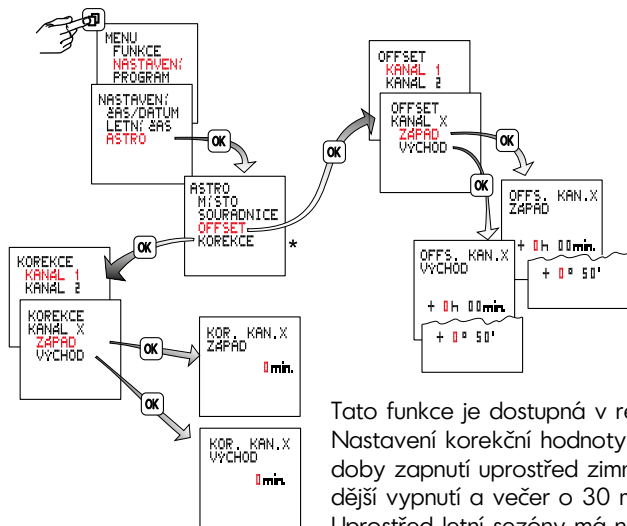 MENU
FUNKCE
NASTAVENÍ
PROGRAM
NASTAVENÍ
ČAS/DATUM
LETNÍ ČAS
ASTRO
OK
ASTRO
MÍSTO
SOUŘADNICE
OFFSET
KOREKCE
*
OK
OK
OFFSET
KANÁL 1
KANÁL 2
OFFSET
KANÁL X
ZÁPAD
VÝCHOD
OK
OK
OFFS. KAN.X
ZÁPAD
+ 0h 00min.
+ 0° 50'
OFFS. KAN.X
VÝCHOD
+ 0h 00min.
+ 0° 50'
KOREKCE
KANÁL 1
KANÁL 2
KOREKCE
KANÁL X
ZÁPAD
VÝCHOD
OK
OK
KOR. KAN.X
ZÁPAD
0min.
KOR. KAN.X
VÝCHOD
0min.
Tato funkce je dostupná v
Nastavení korekční hodnoty
doby zapnutí uprostřed
dější vypnutí a večer o 30
Uprostřed letní sezóny má